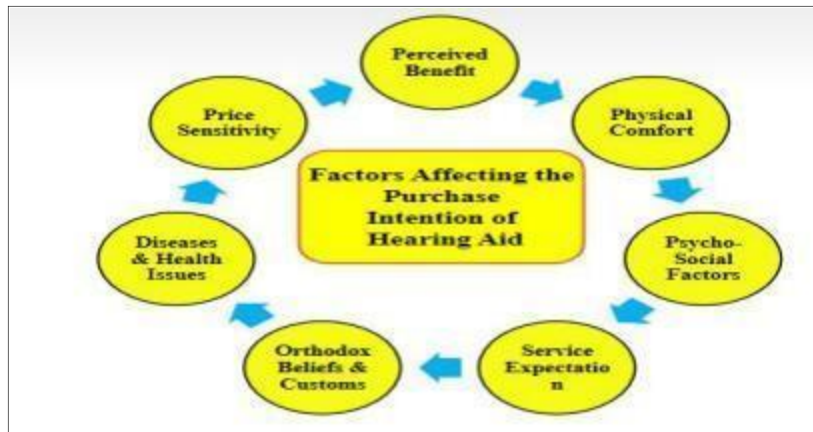 Perceived
Benefit
Physical
Comfort
Psycho-
Social
Factors
Service
Expectatio
n
Orthodox
Beliefs &
Customs
Diseases
& Health
Issues
Price
Sensitivity
Factors Affecting the
Purchase
Intention of
Hearing Aid